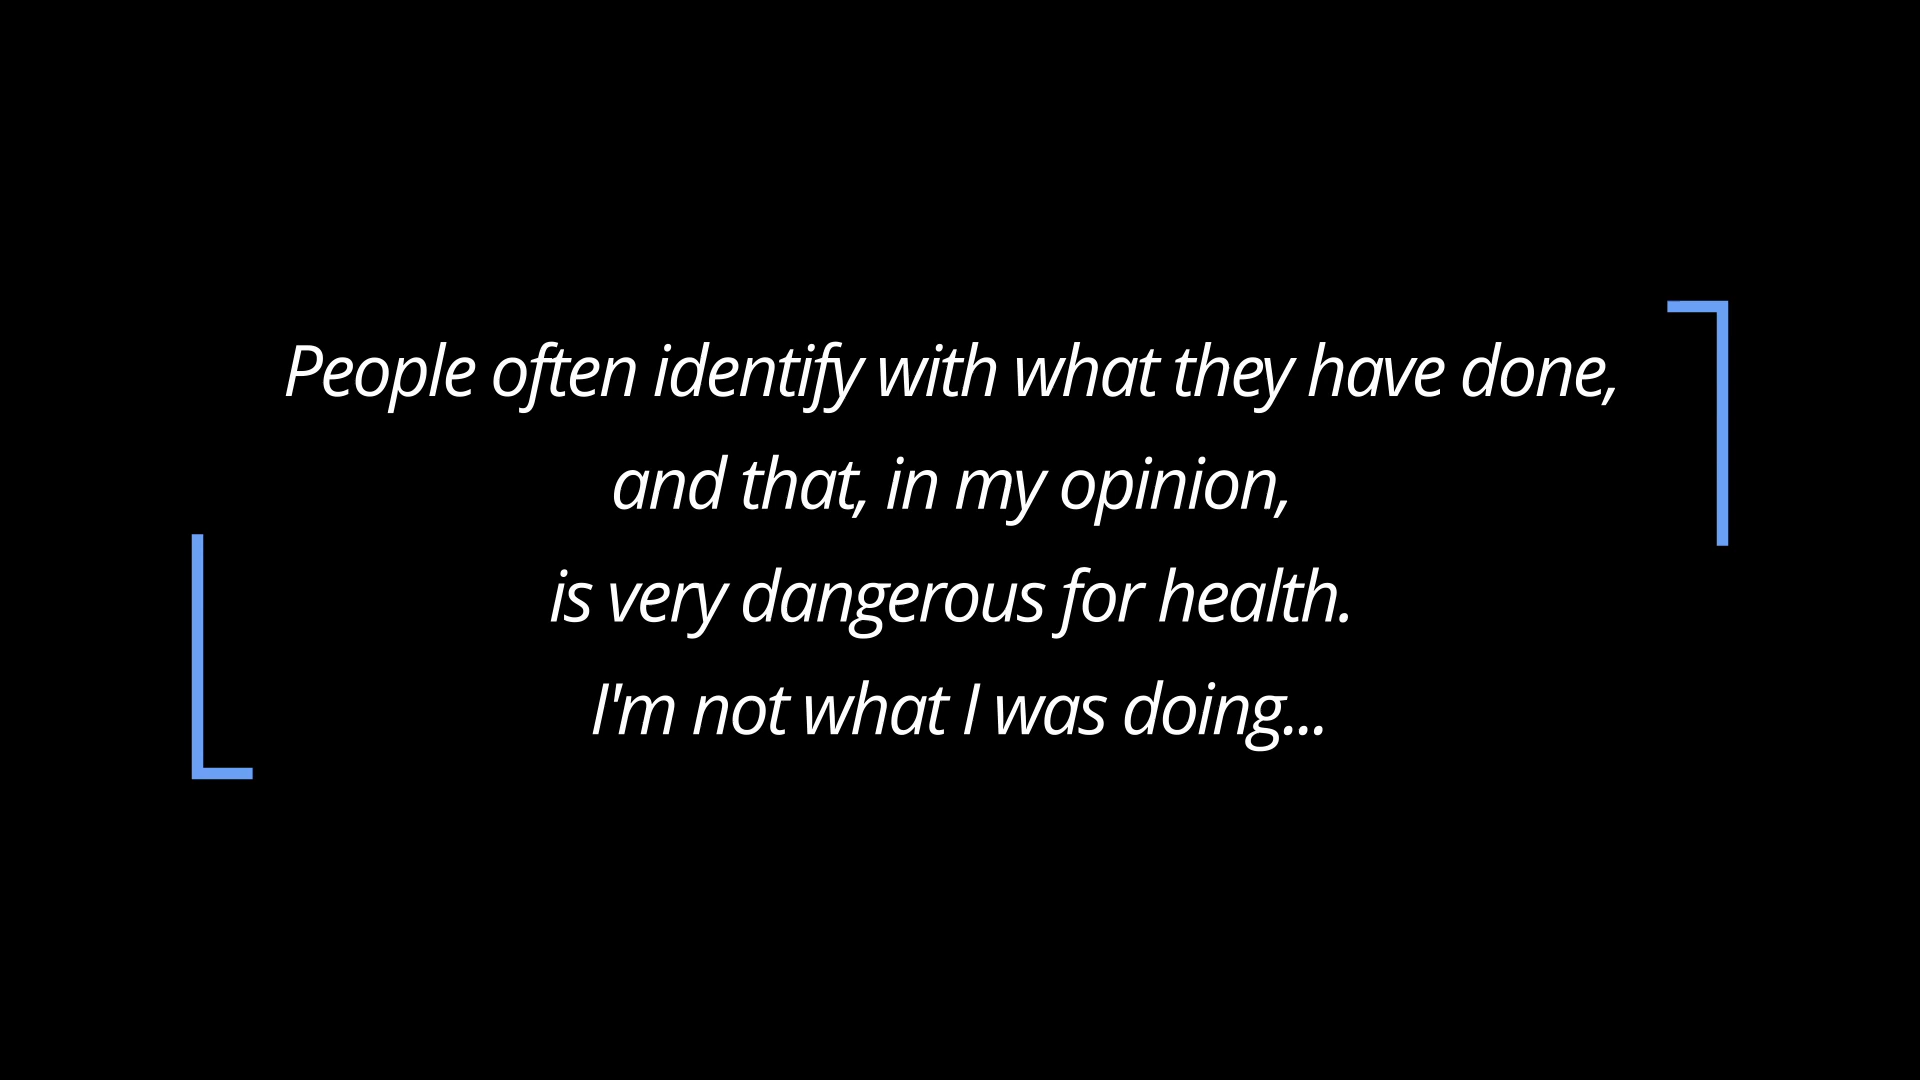 People often identify with what they have done,
and that, in my opinion,
is very dangerous for health.
I'm not what I was doing...